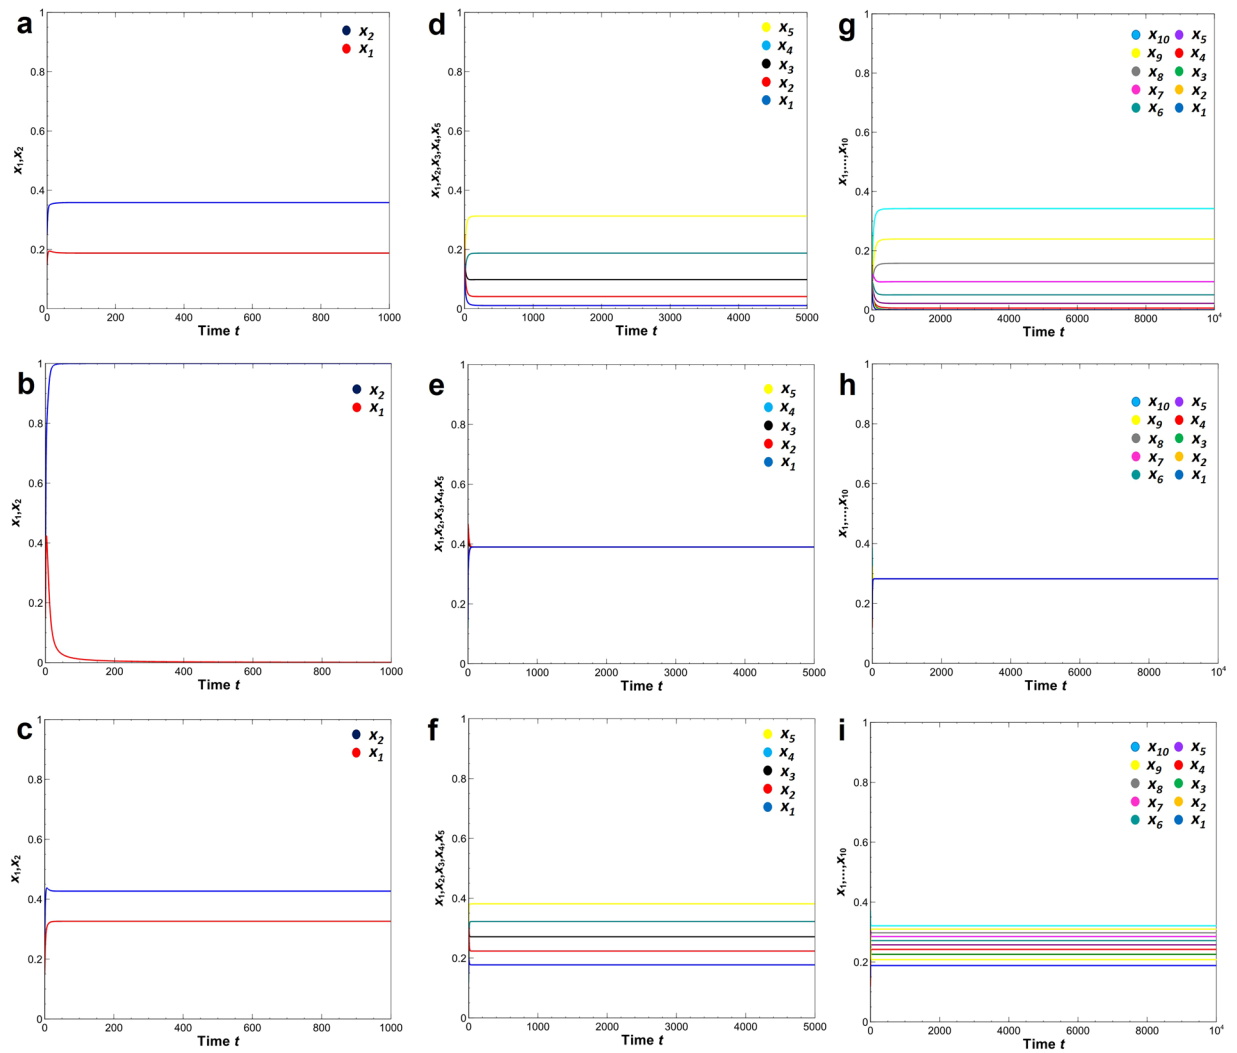 a
1
0.8
0.6
0.4
0.2
0
x1,x2
x2
x1
0
200
400
600
800
1000
Time t
d
1
0.8
0.6
0.4
0.2
0
x1,x2,x3,x4,x5
x5
x4
x3
x2
x1
0
1000
2000
3000
4000
5000
Time t
g
1
0.8
0.6
0.4
0.2
0
x1,...,x10
x10 x5
x9 x4
x8 x3
x7 x2
x6 x1
0
2000
4000
6000
8000
10^4
Time t
b
1
0.8
0.6
0.4
0.2
0
x1,x2
x2
x1
0
200
400
600
800
1000
Time t
e
1
0.8
0.6
0.4
0.2
0
x1,x2,x3,x4,x5
x5
x4
x3
x2
x1
0
1000
2000
3000
4000
5000
Time t
h
1
0.8
0.6
0.4
0.2
0
x1,...,x10
x10 x5
x9 x4
x8 x3
x7 x2
x6 x1
0
2000
4000
6000
8000
10^4
Time t
c
1
0.8
0.6
0.4
0.2
0
x1,x2
x2
x1
0
200
400
600
800
1000
Time t
f
1
0.8
0.6
0.4
0.2
0
x1,x2,x3,x4,x5
x5
x4
x3
x2
x1
0
1000
2000
3000
4000
5000
Time t
i
1
0.8
0.6
0.4
0.2
0
x1,...,x10
x10 x5
x9 x4
x8 x3
x7 x2
x6 x1
0
2000
4000
6000
8000
10^4
Time t